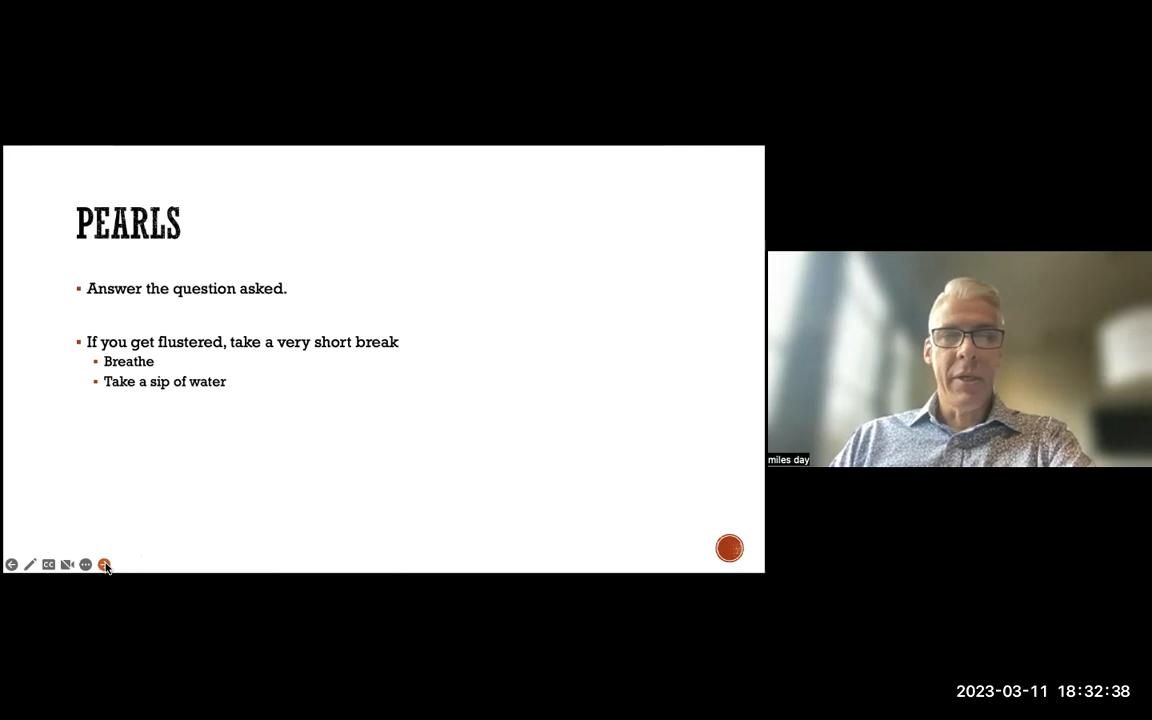 PEARLS
Answer the question asked.
If you get flustered, take a very short break
Breathe
Take a sip of water
CC
miles day
2023-03-11 18:32:38